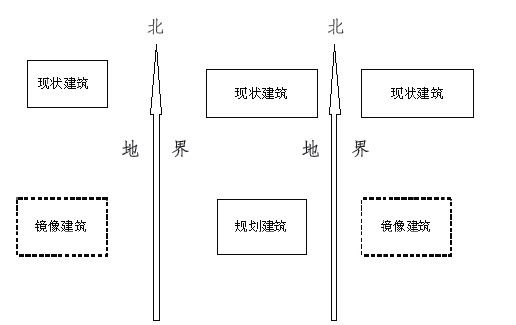 北 北
现状建筑 现状建筑 现状建筑
地 界 地 界
镜像建筑 规划建筑 镜像建筑